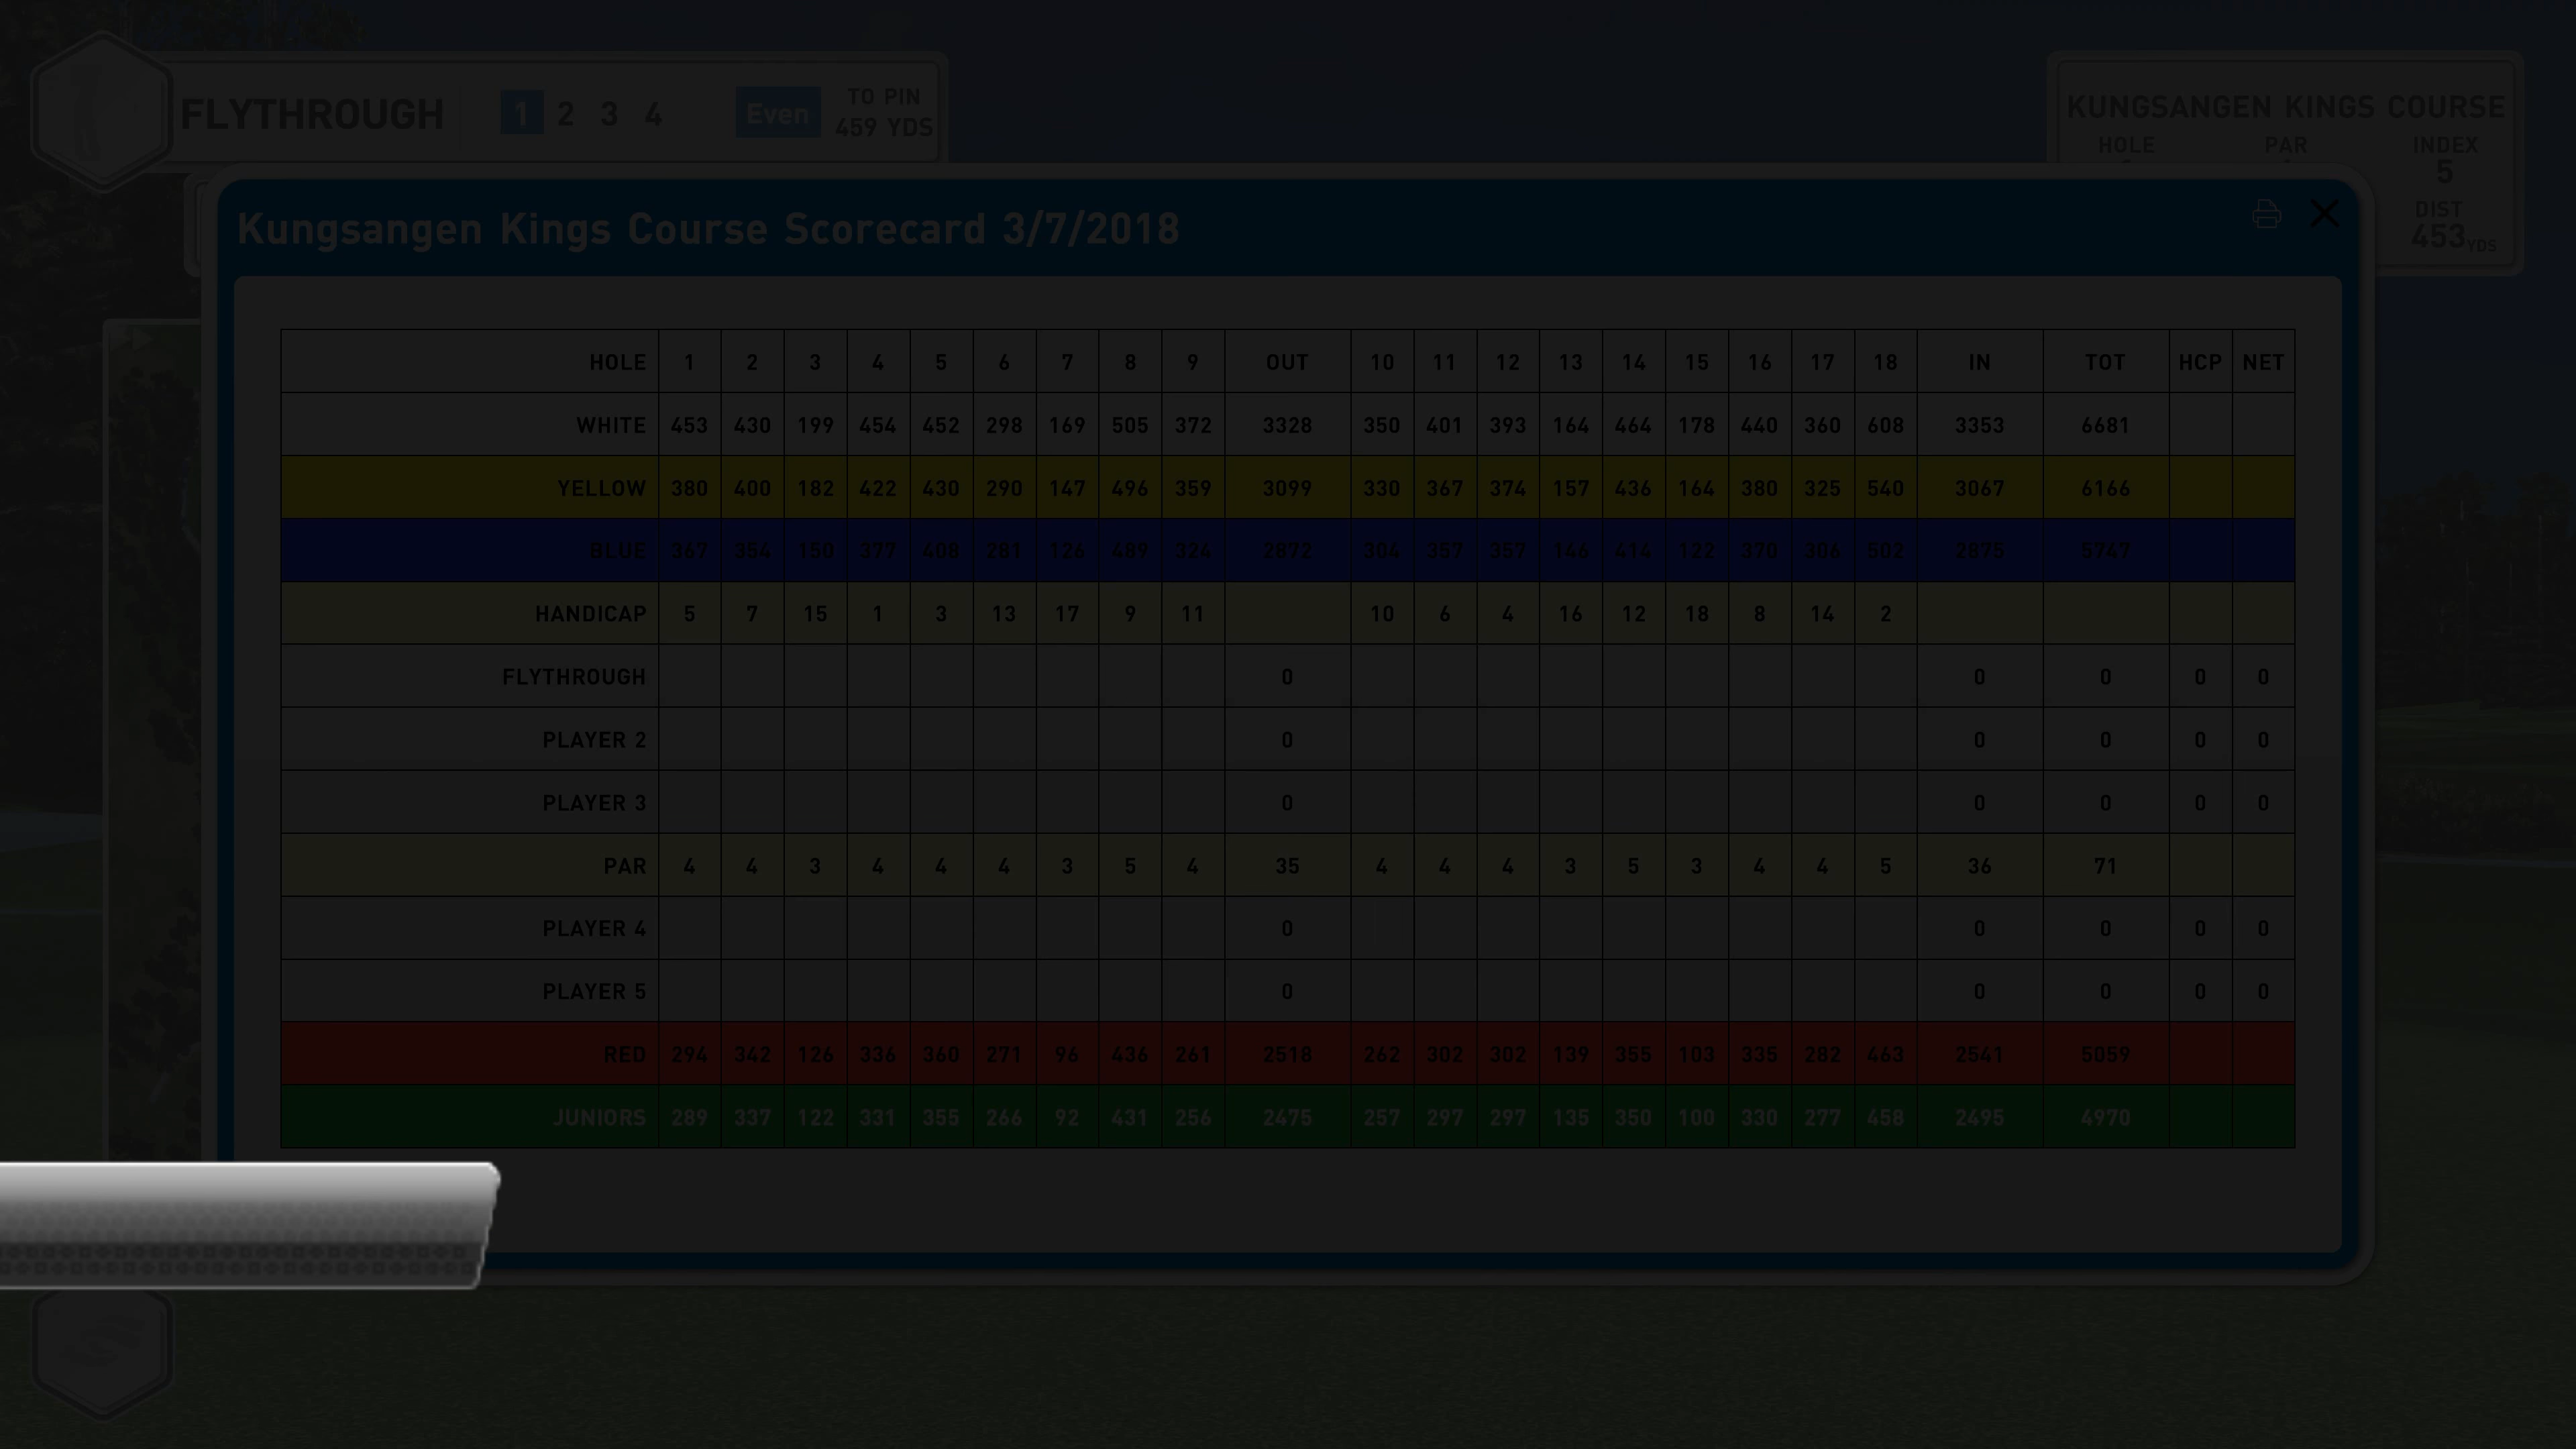 FLYTHROUGH 1 2 3 4 Even TO PIN 459 YDS
KUNGSANGEN KINGS COURSE
HOLE PAR INDEX
5
DIST
453 YDS
Kungsangen Kings Course Scorecard 3/7/2018
HOLE 1 2 3 4 5 6 7 8 9 OUT 10 11 12 13 14 15 16 17 18 IN TOT HCP NET
WHITE 453 430 199 454 452 298 169 505 372 3328 350 401 393 164 464 178 440 360 608 3353 6681
YELLOW 380 400 182 422 430 290 147 496 359 3099 330 367 374 157 436 164 380 325 540 3067 6166
BLUE 367 354 150 377 408 281 126 489 324 2872 304 357 357 146 414 122 370 306 502 2875 5747
HANDICAP 5 7 15 1 3 13 17 9 11 10 6 4 16 12 18 8 14 2
FLYTHROUGH 0 0 0 0 0
PLAYER 2 0 0 0 0 0
PLAYER 3 0 0 0 0 0
PAR 4 4 3 4 4 4 3 5 4 35 4 4 4 3 5 3 4 4 5 36 71
PLAYER 4 0 0 0 0 0
PLAYER 5 0 0 0 0 0
RED 294 342 126 336 360 271 96 436 261 2518 262 302 302 139 355 103 335 282 463 2541 5059
JUNIORS 289 337 122 331 355 266 92 431 256 2475 257 297 297 135 350 100 330 277 458 2495 4970